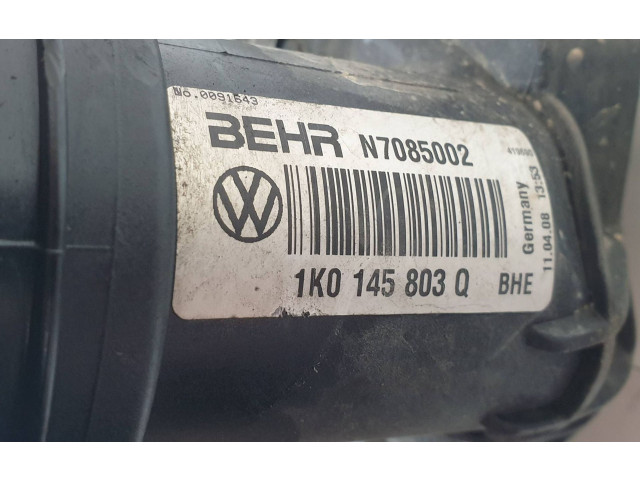 No.0091543
BEHR N7085002
1K0 145 803 Q BHE
Germany
11.04.08 13:53